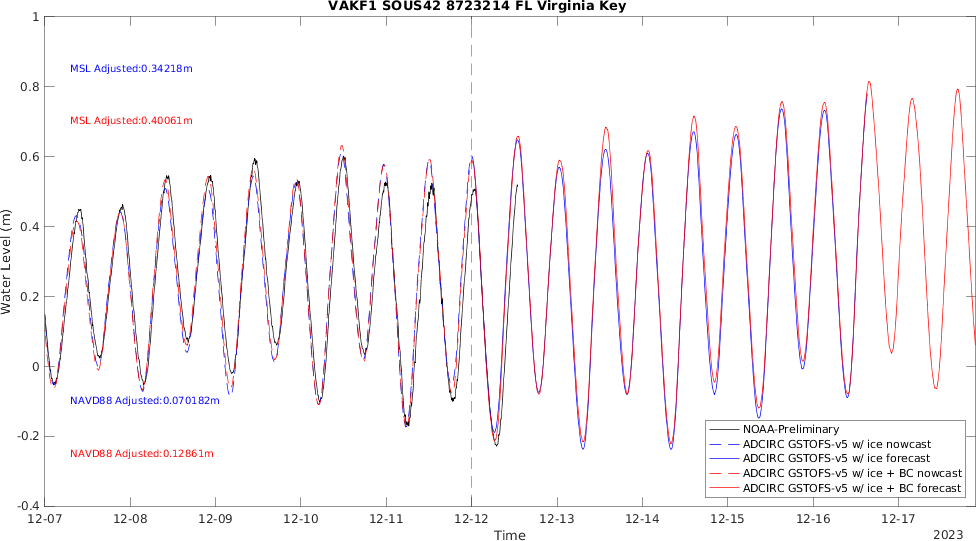 VAKF1 SOUS42 8723214 FL Virginia Key
1
0.8
0.6
0.4
0.2
0
-0.2
-0.4
Water Level (m)
MSL Adjusted:0.34218m
MSL Adjusted:0.40061m
NAVD88 Adjusted:0.070182m
NAVD88 Adjusted:0.12861m
NOAA-Preliminary
ADCIRC GSTOFS-v5 w/ ice nowcast
ADCIRC GSTOFS-v5 w/ ice forecast
ADCIRC GSTOFS-v5 w/ ice + BC nowcast
ADCIRC GSTOFS-v5 w/ ice + BC forecast
12-07 12-08 12-09 12-10 12-11 12-12 12-13 12-14 12-15 12-16 12-17
Time
2023